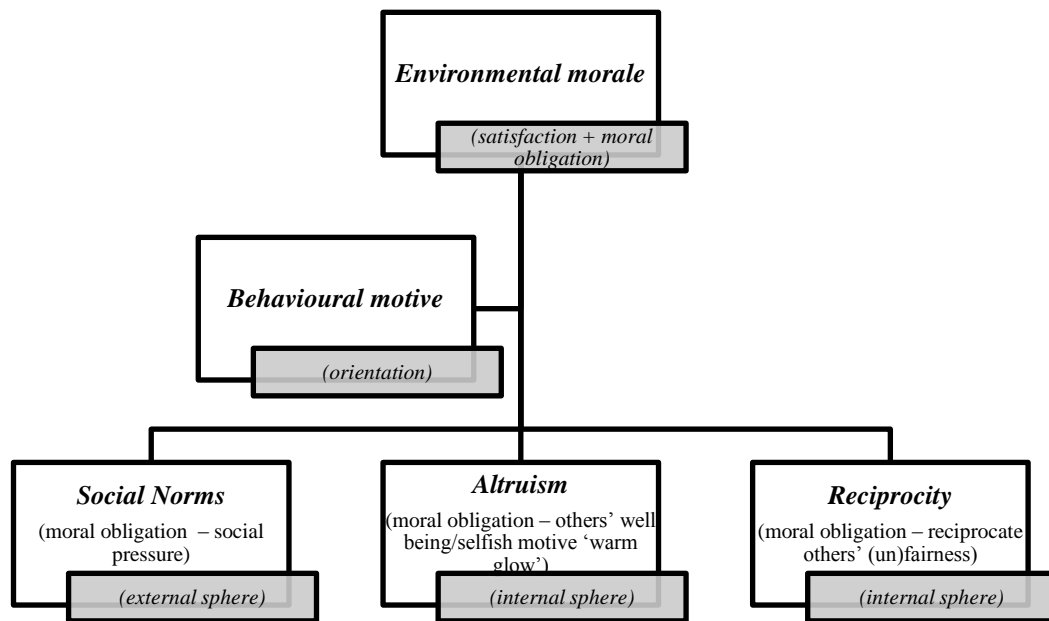 Environmental morale
(satisfaction + moral
obligation)
Behavioural motive
(orientation)
Social Norms
(moral obligation – social
pressure)
(external sphere)
Altruism
(moral obligation – others’ well
being/selfish motive ‘warm
glow’)
(internal sphere)
Reciprocity
(moral obligation – reciprocate
others’ (un)fairness)
(internal sphere)